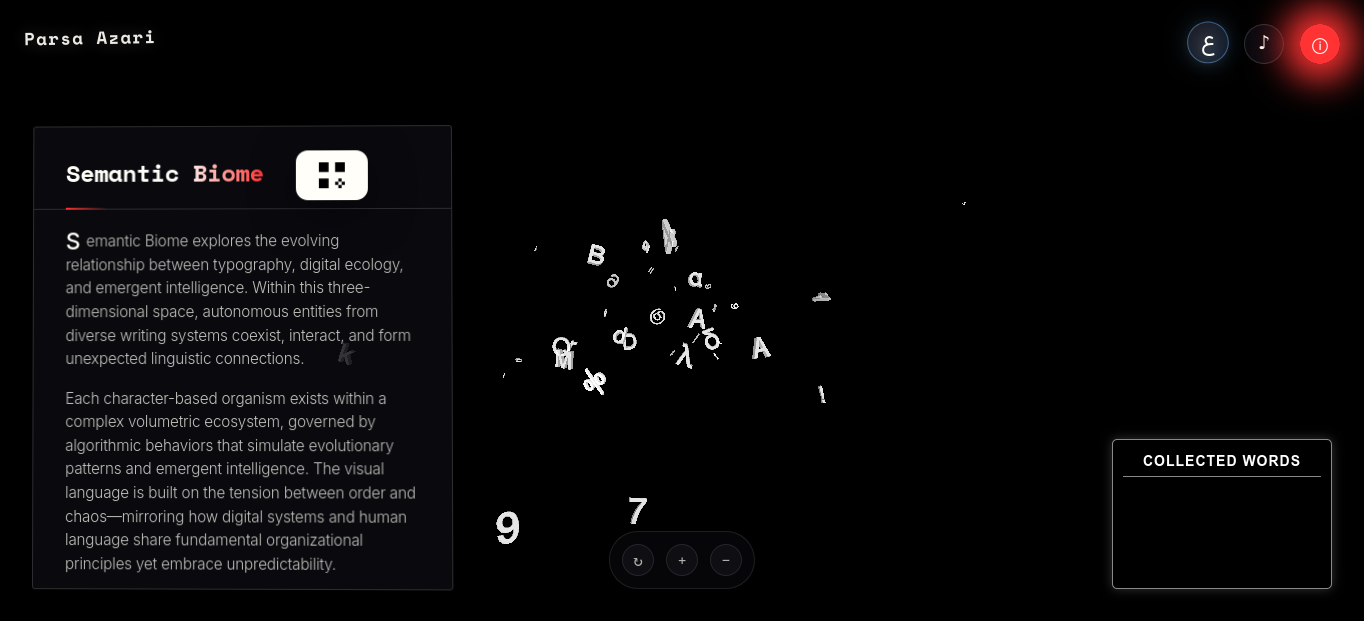 Parsa Azari
ع
Semantic Biome
Semantic Biome explores the evolving
relationship between typography, digital ecology,
and emergent intelligence. Within this three-
dimensional space, autonomous entities from
diverse writing systems coexist, interact, and form
unexpected linguistic connections.
k
Each character-based organism exists within a
complex volumetric ecosystem, governed by
algorithmic behaviors that simulate evolutionary
patterns and emergent intelligence. The visual
language is built on the tension between order and
chaos—mirroring how digital systems and human
language share fundamental organizational
principles yet embrace unpredictability.
B
α
A
A
M
λ
9
7
COLLECTED WORDS